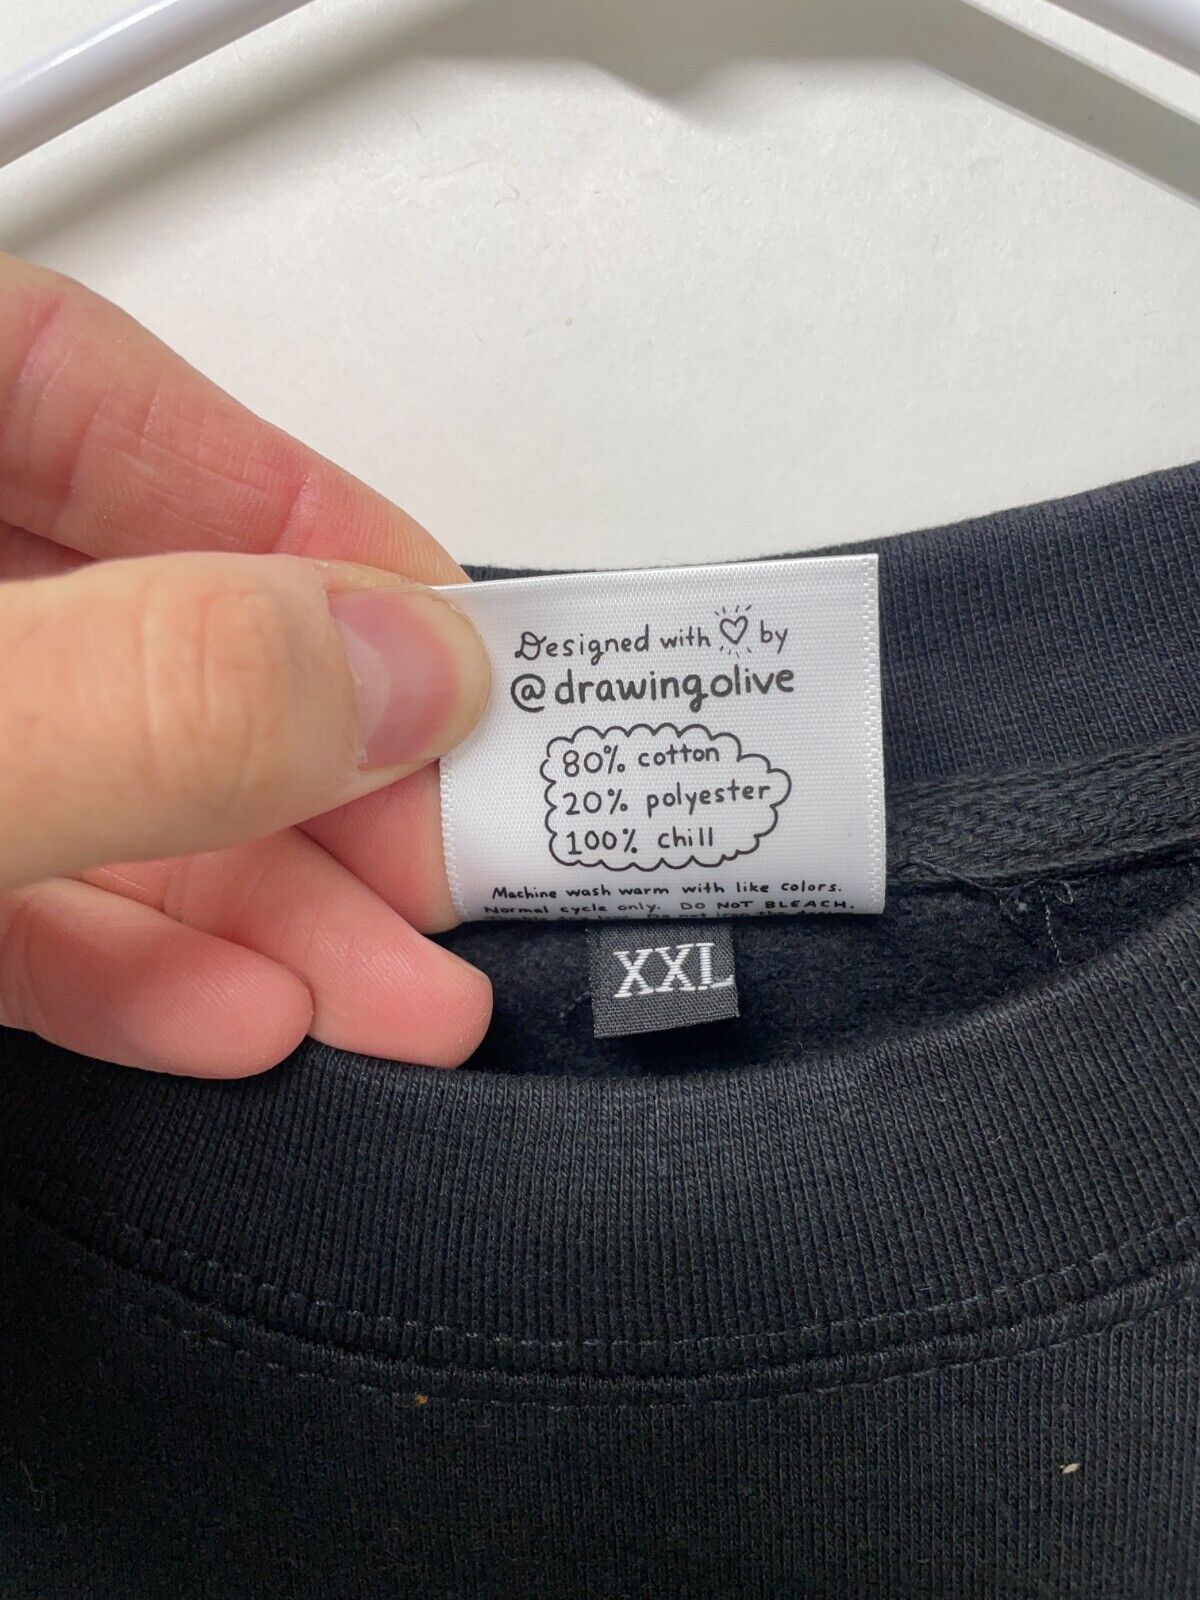 Designed with by
@drawingolive
80% cotton
20% polyester
100% chill
Machine wash warm with like colors.
Normal cycle only. DO NOT BLEACH.
XXL